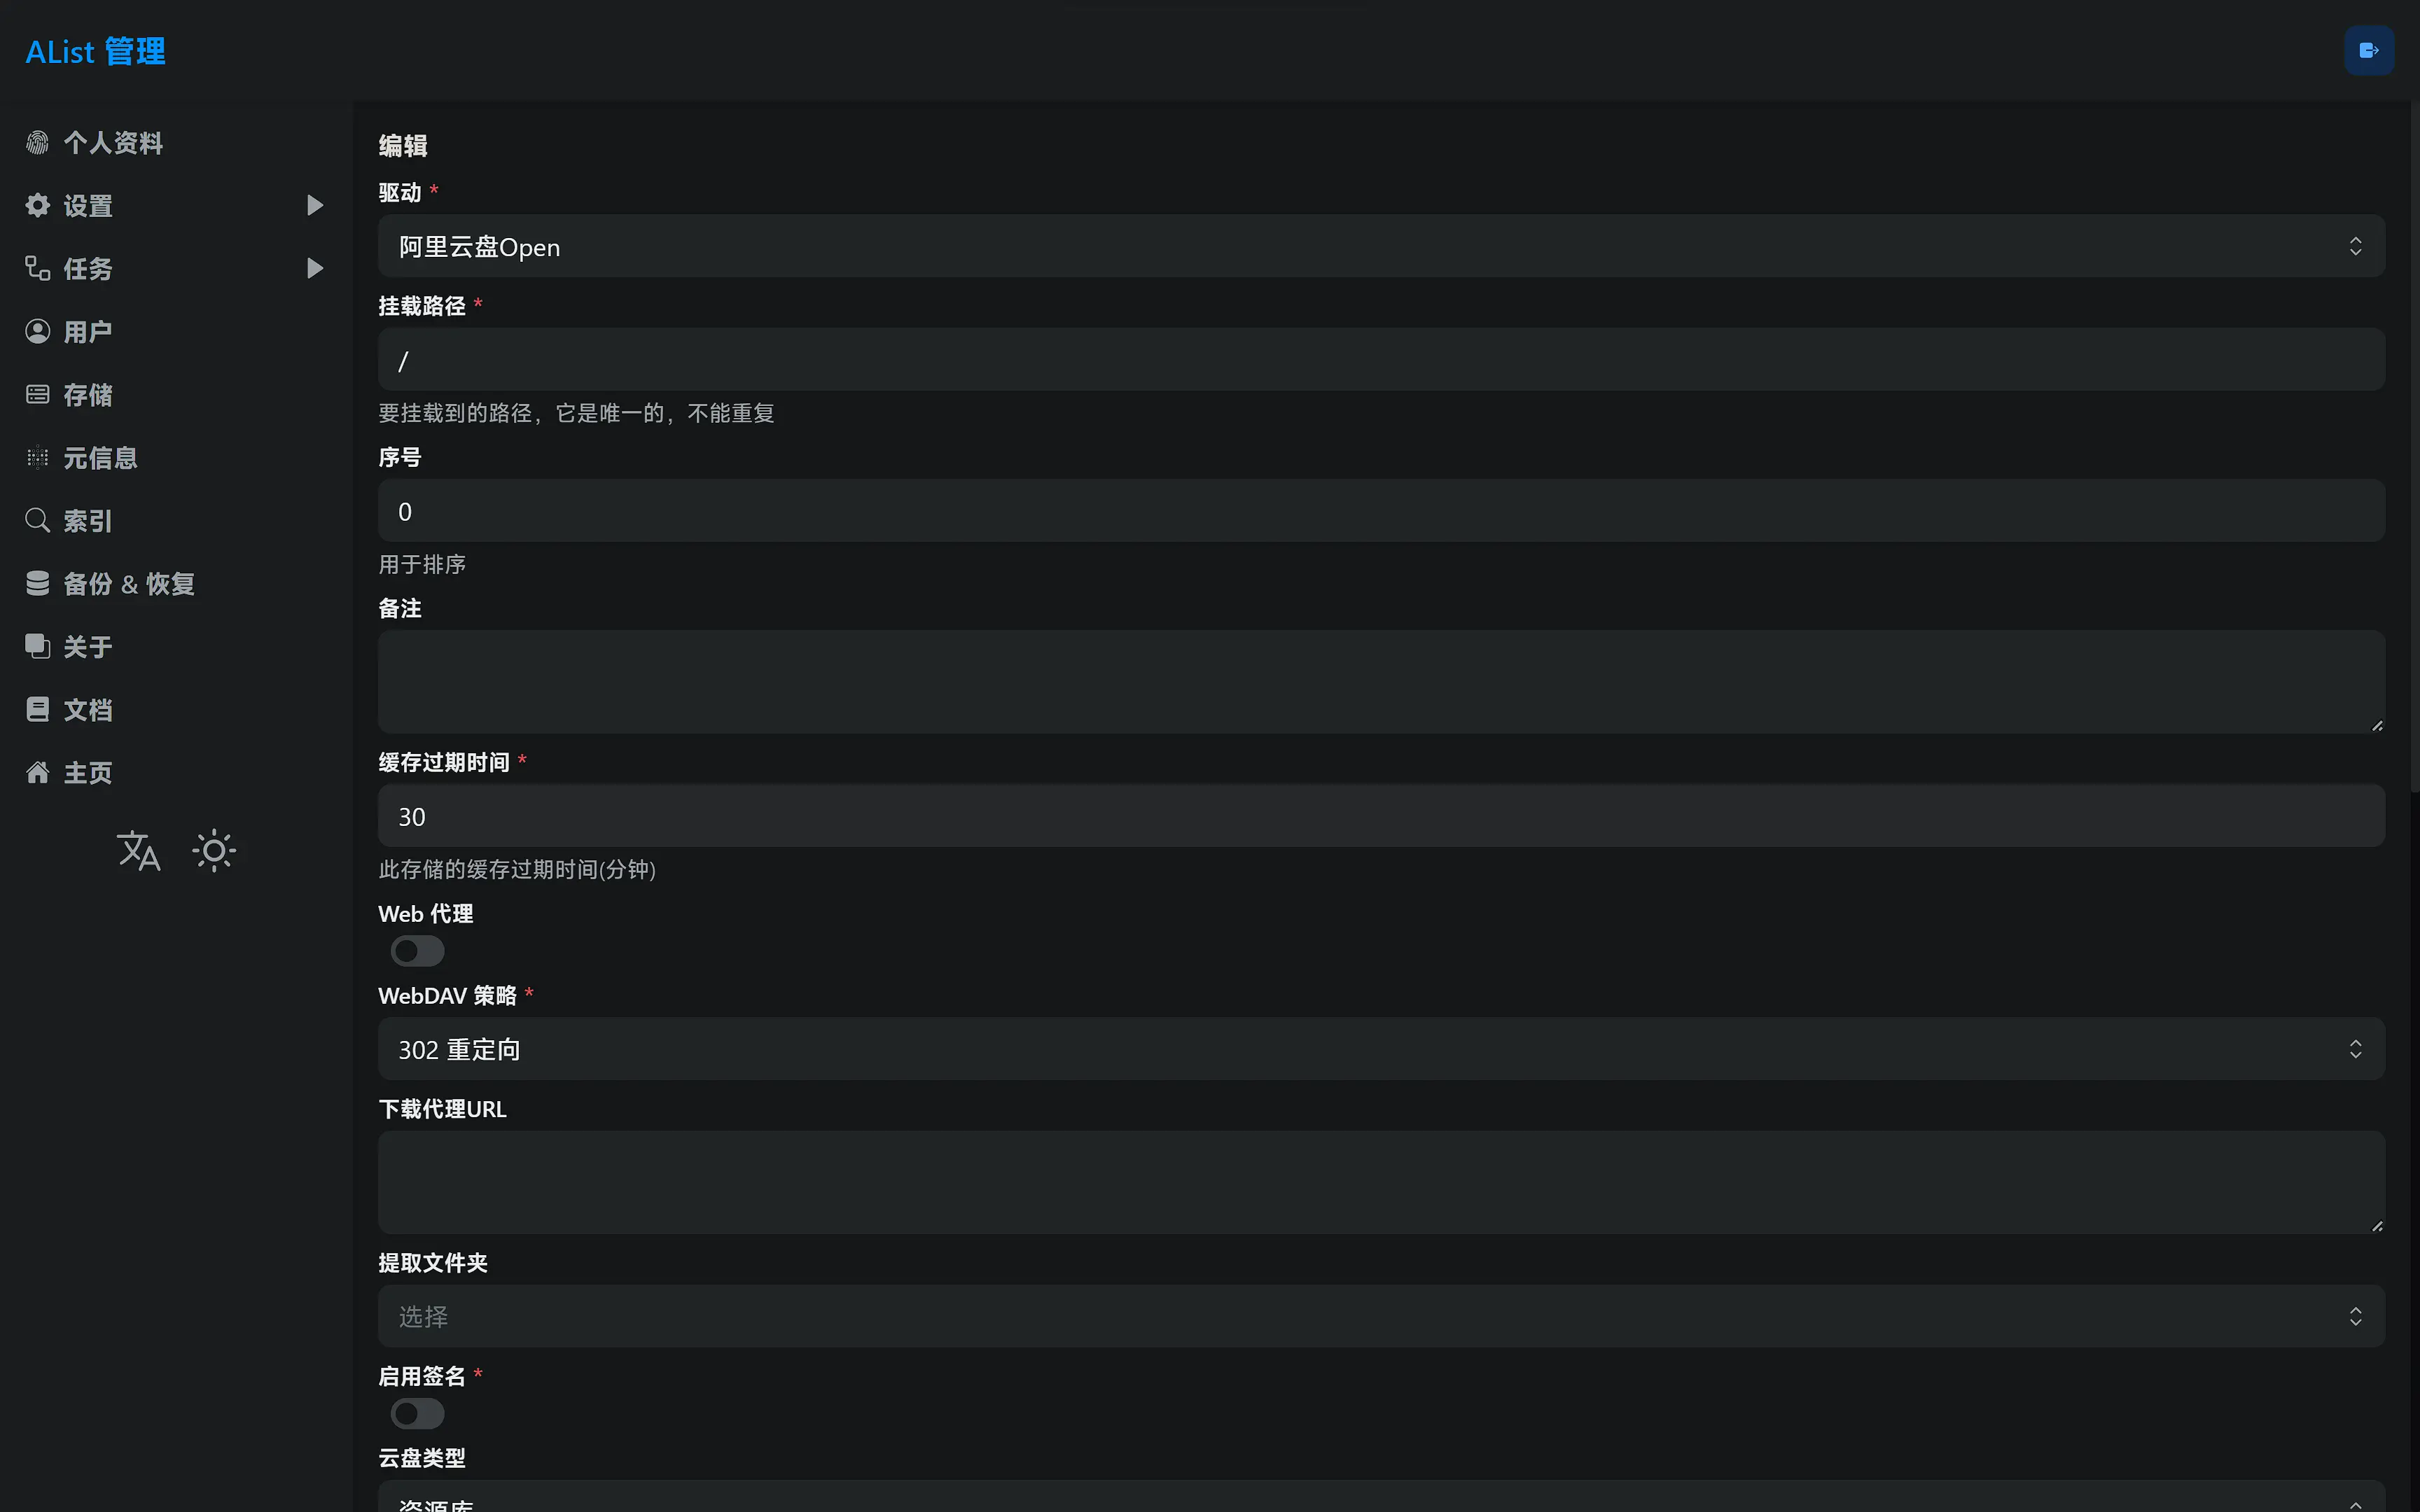 AList 管理
个人资料
设置
任务
用户
存储
元信息
索引
备份 & 恢复
关于
文档
主页
编辑
驱动 *
阿里云盘Open
挂载路径 *
/
要挂载到的路径，它是唯一的，不能重复
序号
0
用于排序
备注
缓存过期时间 *
30
此存储的缓存过期时间(分钟)
Web 代理
WebDAV 策略 *
302 重定向
下载代理URL
提取文件夹
选择
启用签名 *
云盘类型
资源库